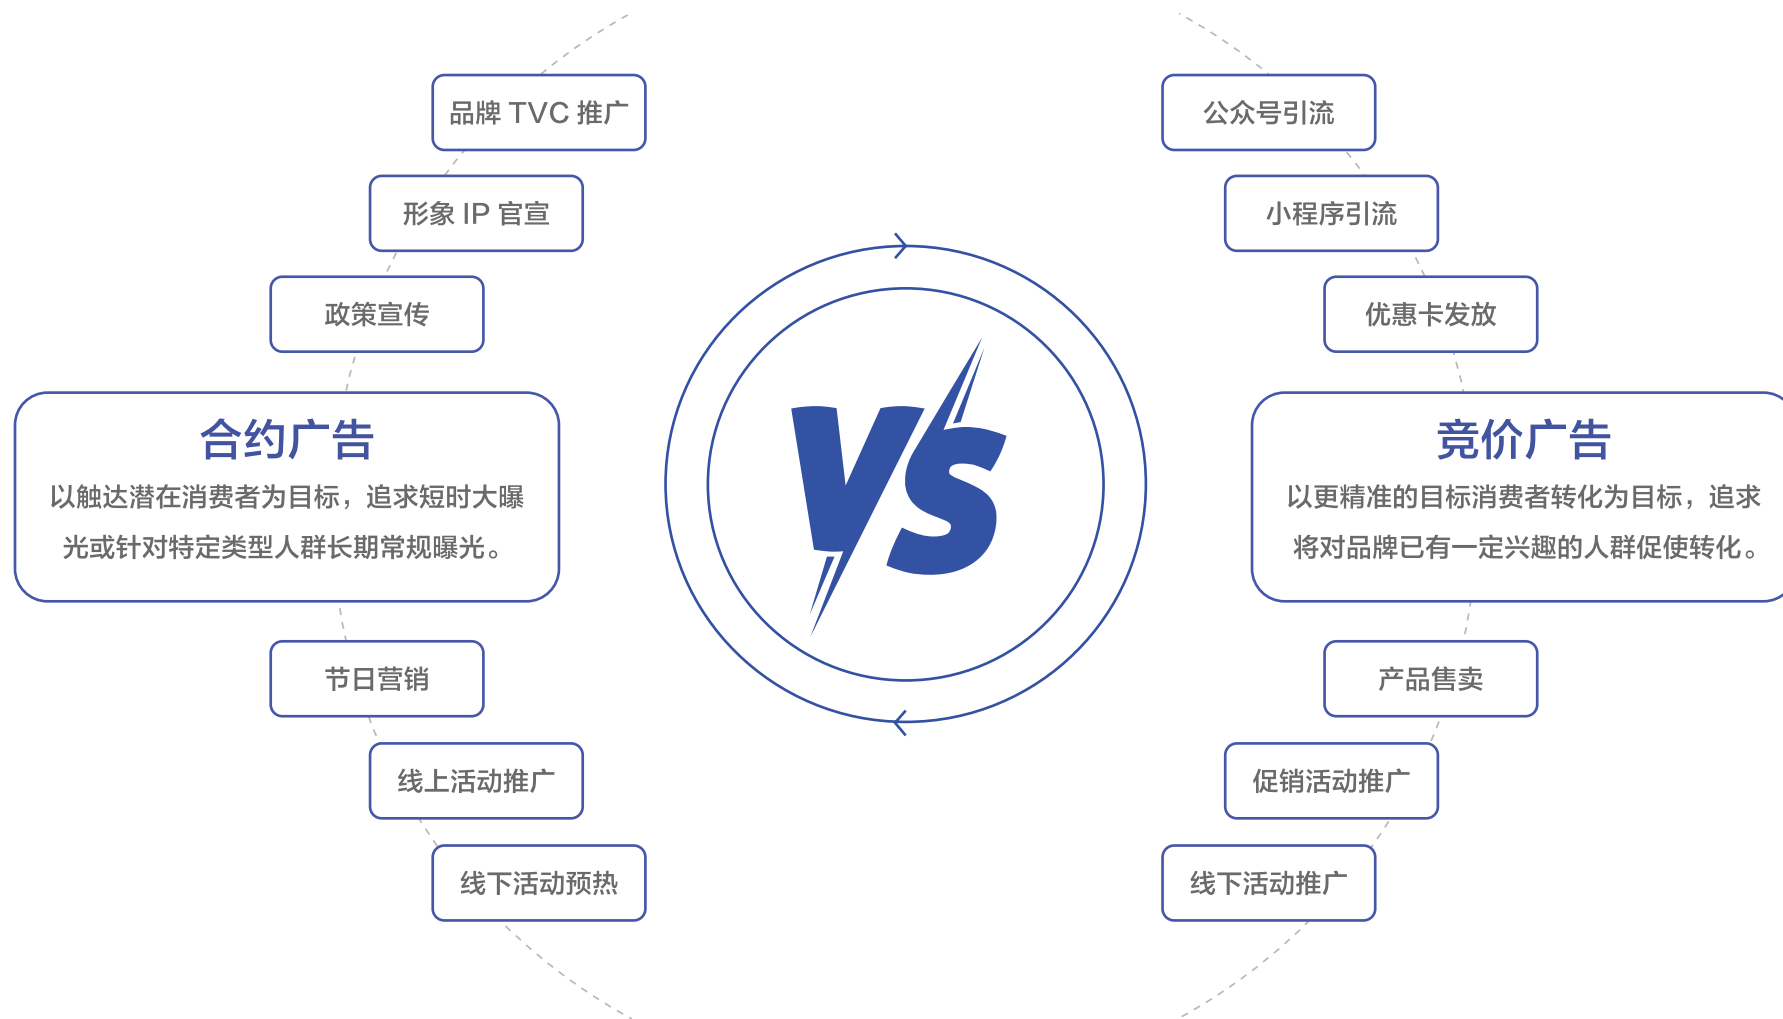 品牌 TVC 推广
形象 IP 官宣
政策宣传
合约广告
以触达潜在消费者为目标，追求短时大曝
光或针对特定类型人群长期常规曝光。
节日营销
线上活动推广
线下活动预热
VS
公众号引流
小程序引流
优惠卡发放
竞价广告
以更精准的目标消费者转化为目标，追求
将对品牌已有一定兴趣的人群促使转化。
产品售卖
促销活动推广
线下活动推广